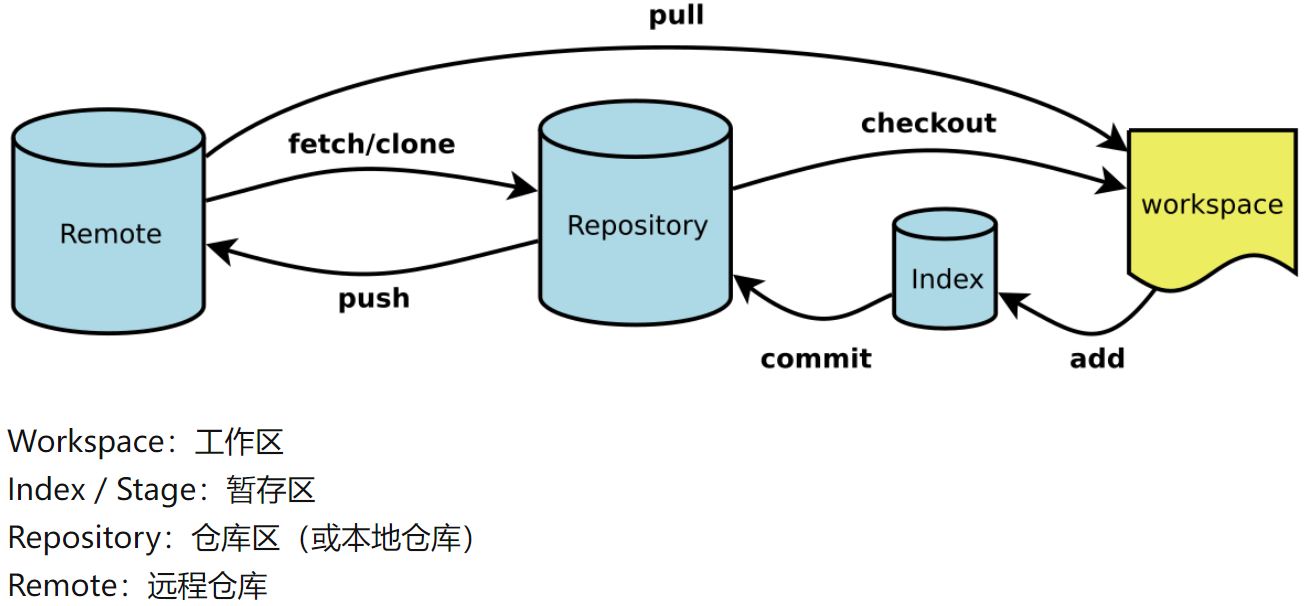 pull
fetch/clone
checkout
Remote
Repository
workspace
Index
push
commit
add
Workspace：工作区
Index / Stage：暂存区
Repository：仓库区（或本地仓库）
Remote：远程仓库